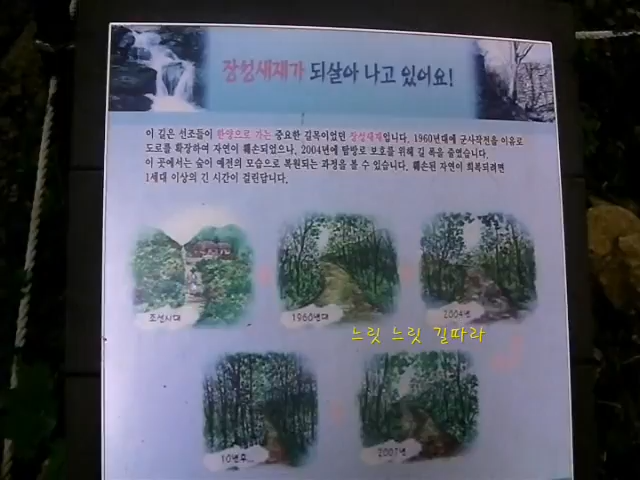 장성새재가 되살아 나고 있어요!
이 길은 선조들이 한양으로 가는 중요한 길목이었던 장성새재입니다. 1960년대에 군사작전을 이유로
도로를 확장하여 자연이 훼손되었으나, 2004년에 탐방로 보호를 위해 길 폭을 줄였습니다.
이 곳에서는 숲이 예전의 모습으로 복원되는 과정을 볼 수 있습니다. 훼손된 자연이 회복되려면
1세대 이상의 긴 시간이 걸린답니다.
조선시대
1960년대
2004년
느릿 느릿 길따라
10년후...
2007년